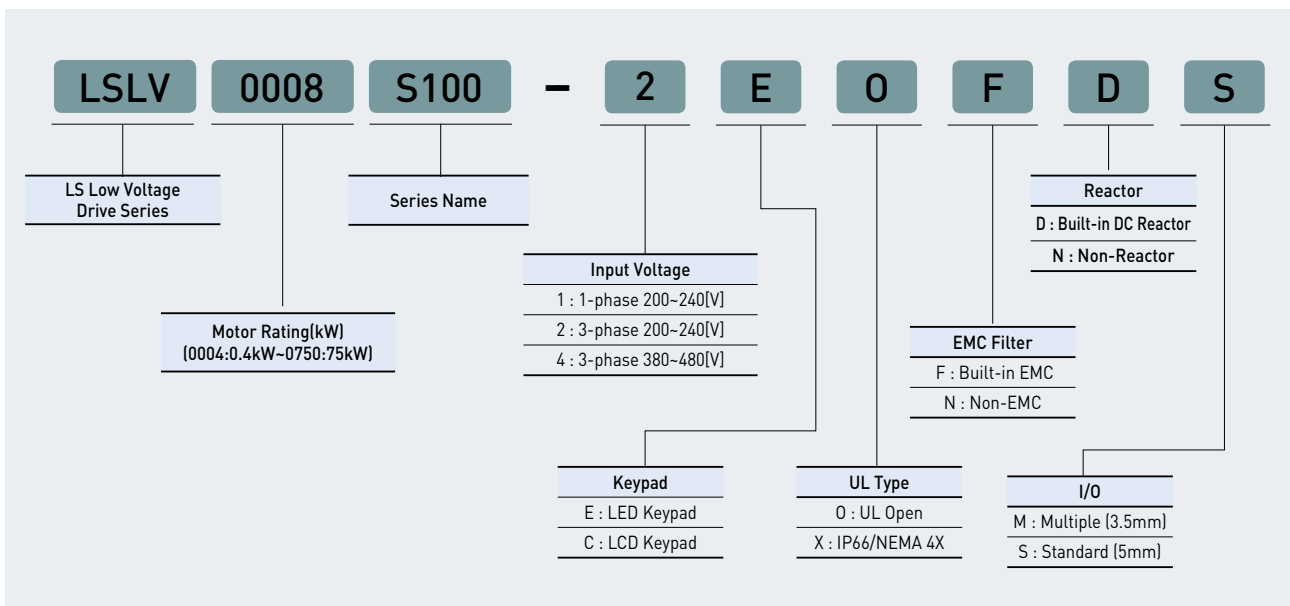 LSLV 0008 S100 - 2 E O F D S
LS Low Voltage
Drive Series
Motor Rating(kW)
(0004:0.4kW~0750:75kW)
Series Name
Input Voltage
1 : 1-phase 200~240[V]
2 : 3-phase 200~240[V]
4 : 3-phase 380~480[V]
Keypad
E : LED Keypad
C : LCD Keypad
UL Type
O : UL Open
X : IP66/NEMA 4X
EMC Filter
F : Built-in EMC
N : Non-EMC
Reactor
D : Built-in DC Reactor
N : Non-Reactor
I/O
M : Multiple (3.5mm)
S : Standard (5mm)